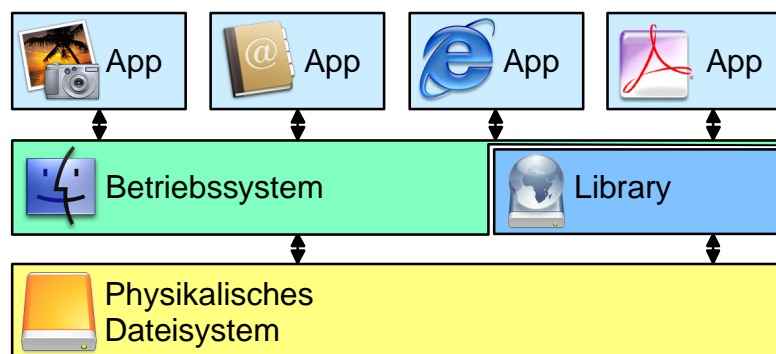 App
App
App
App
Betriebssystem
Library
Physikalisches
Dateisystem